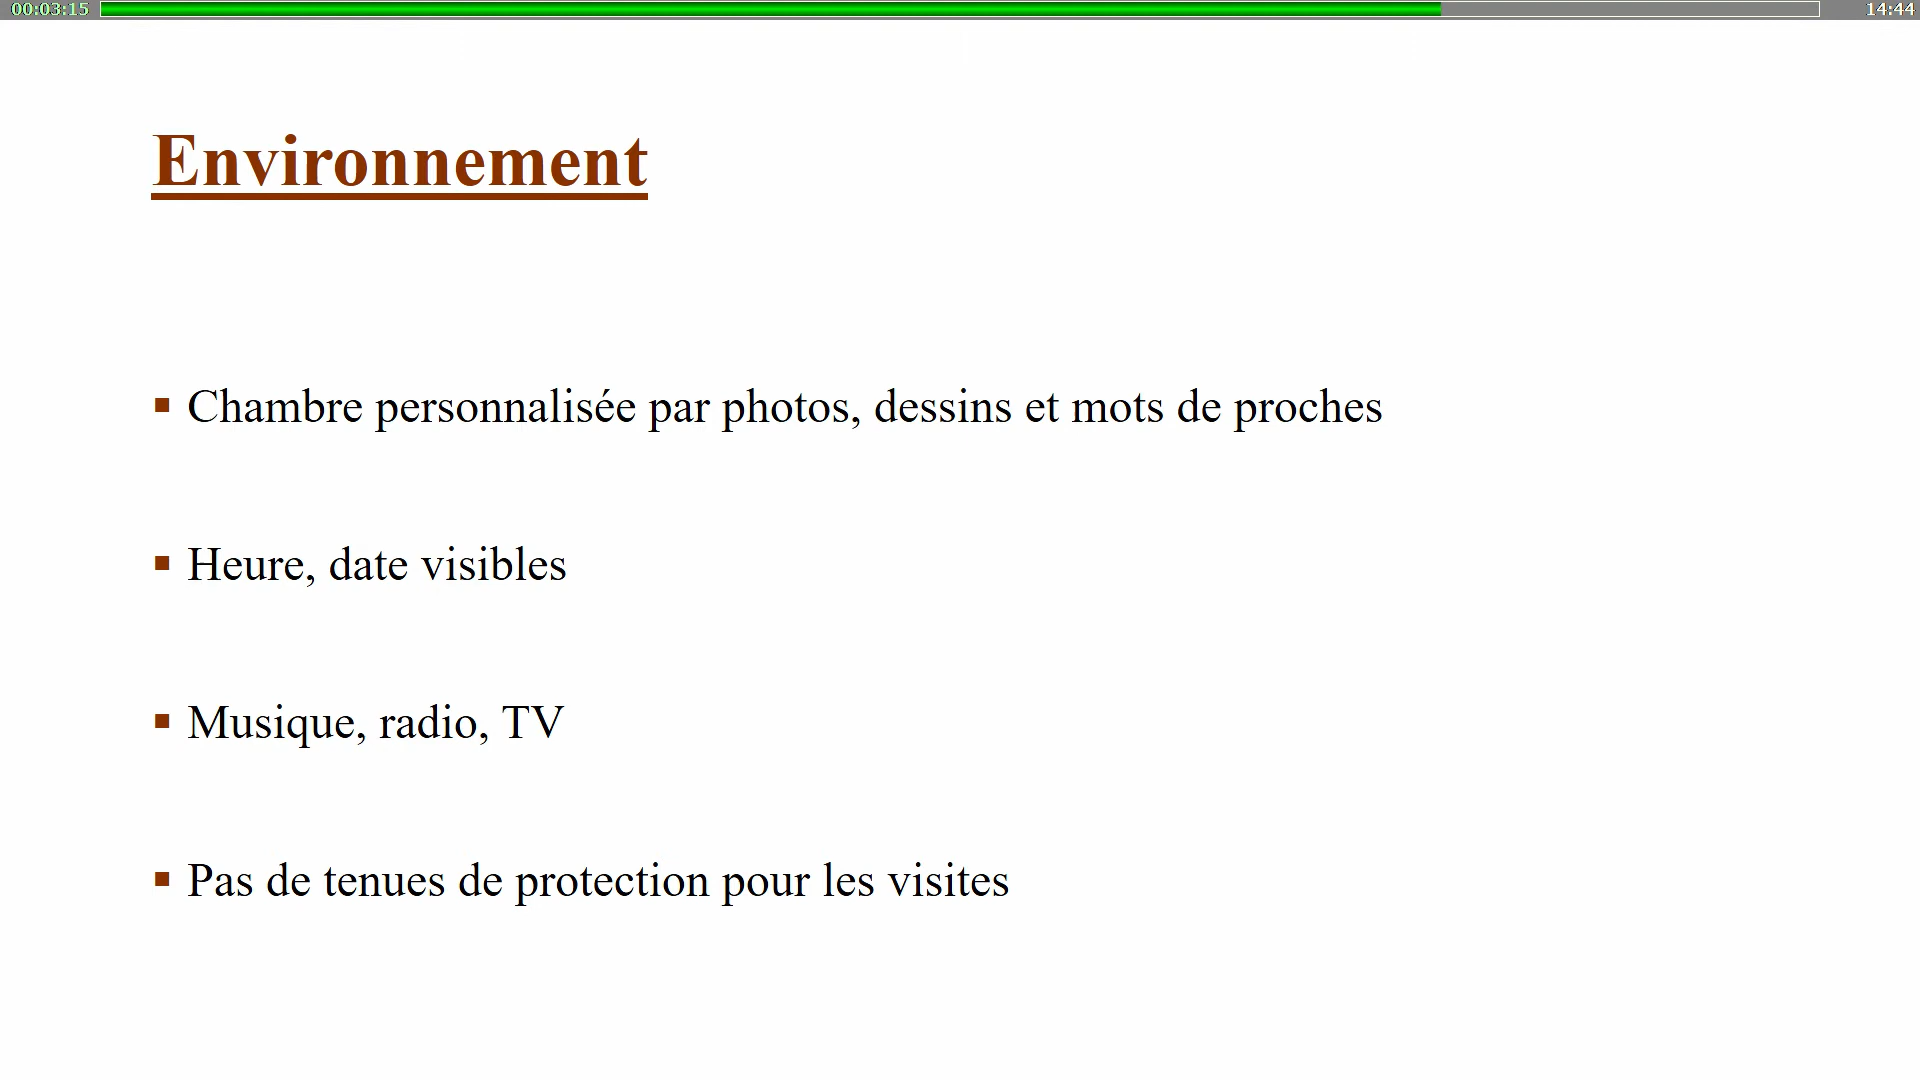 00:03:15 14:44
Environnement
▪ Chambre personnalisée par photos, dessins et mots de proches
▪ Heure, date visibles
▪ Musique, radio, TV
▪ Pas de tenues de protection pour les visites